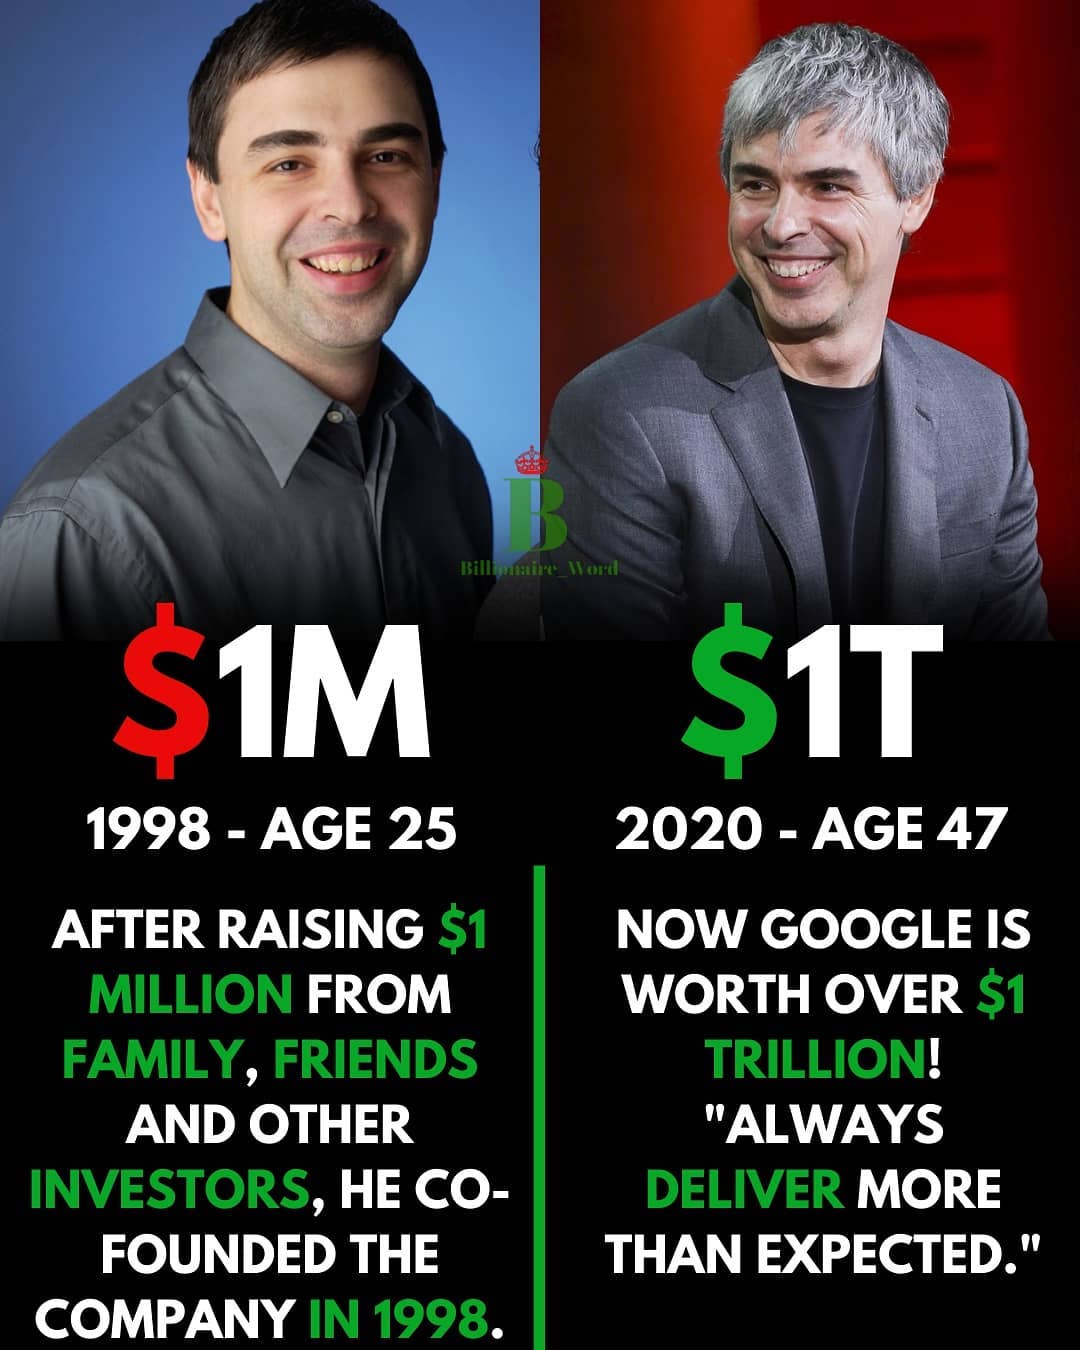 B
Billionaire_Word
$1M
1998 - AGE 25
AFTER RAISING $1
MILLION FROM
FAMILY, FRIENDS
AND OTHER
INVESTORS, HE CO-
FOUNDED THE
COMPANY IN 1998.
$1T
2020 - AGE 47
NOW GOOGLE IS
WORTH OVER $1
TRILLION!
"ALWAYS
DELIVER MORE
THAN EXPECTED."